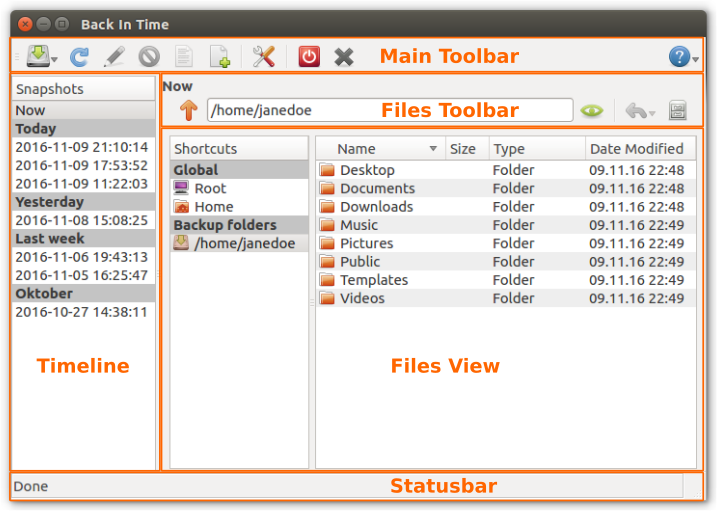 Back In Time
Main Toolbar
Snapshots
Now
Today
2016-11-09 21:10:14
2016-11-09 17:53:52
2016-11-09 11:22:03
Yesterday
2016-11-08 15:08:25
Last week
2016-11-06 19:43:13
2016-11-05 16:25:47
Oktober
2016-10-27 14:38:11
Timeline
Now
/home/janedoe Files Toolbar
Shortcuts
Global
Root
Home
Backup folders
/home/janedoe
Name Size Type Date Modified
Desktop Folder 09.11.16 22:48
Documents Folder 09.11.16 22:48
Downloads Folder 09.11.16 22:48
Music Folder 09.11.16 22:49
Pictures Folder 09.11.16 22:49
Public Folder 09.11.16 22:49
Templates Folder 09.11.16 22:49
Videos Folder 09.11.16 22:49
Files View
Done Statusbar